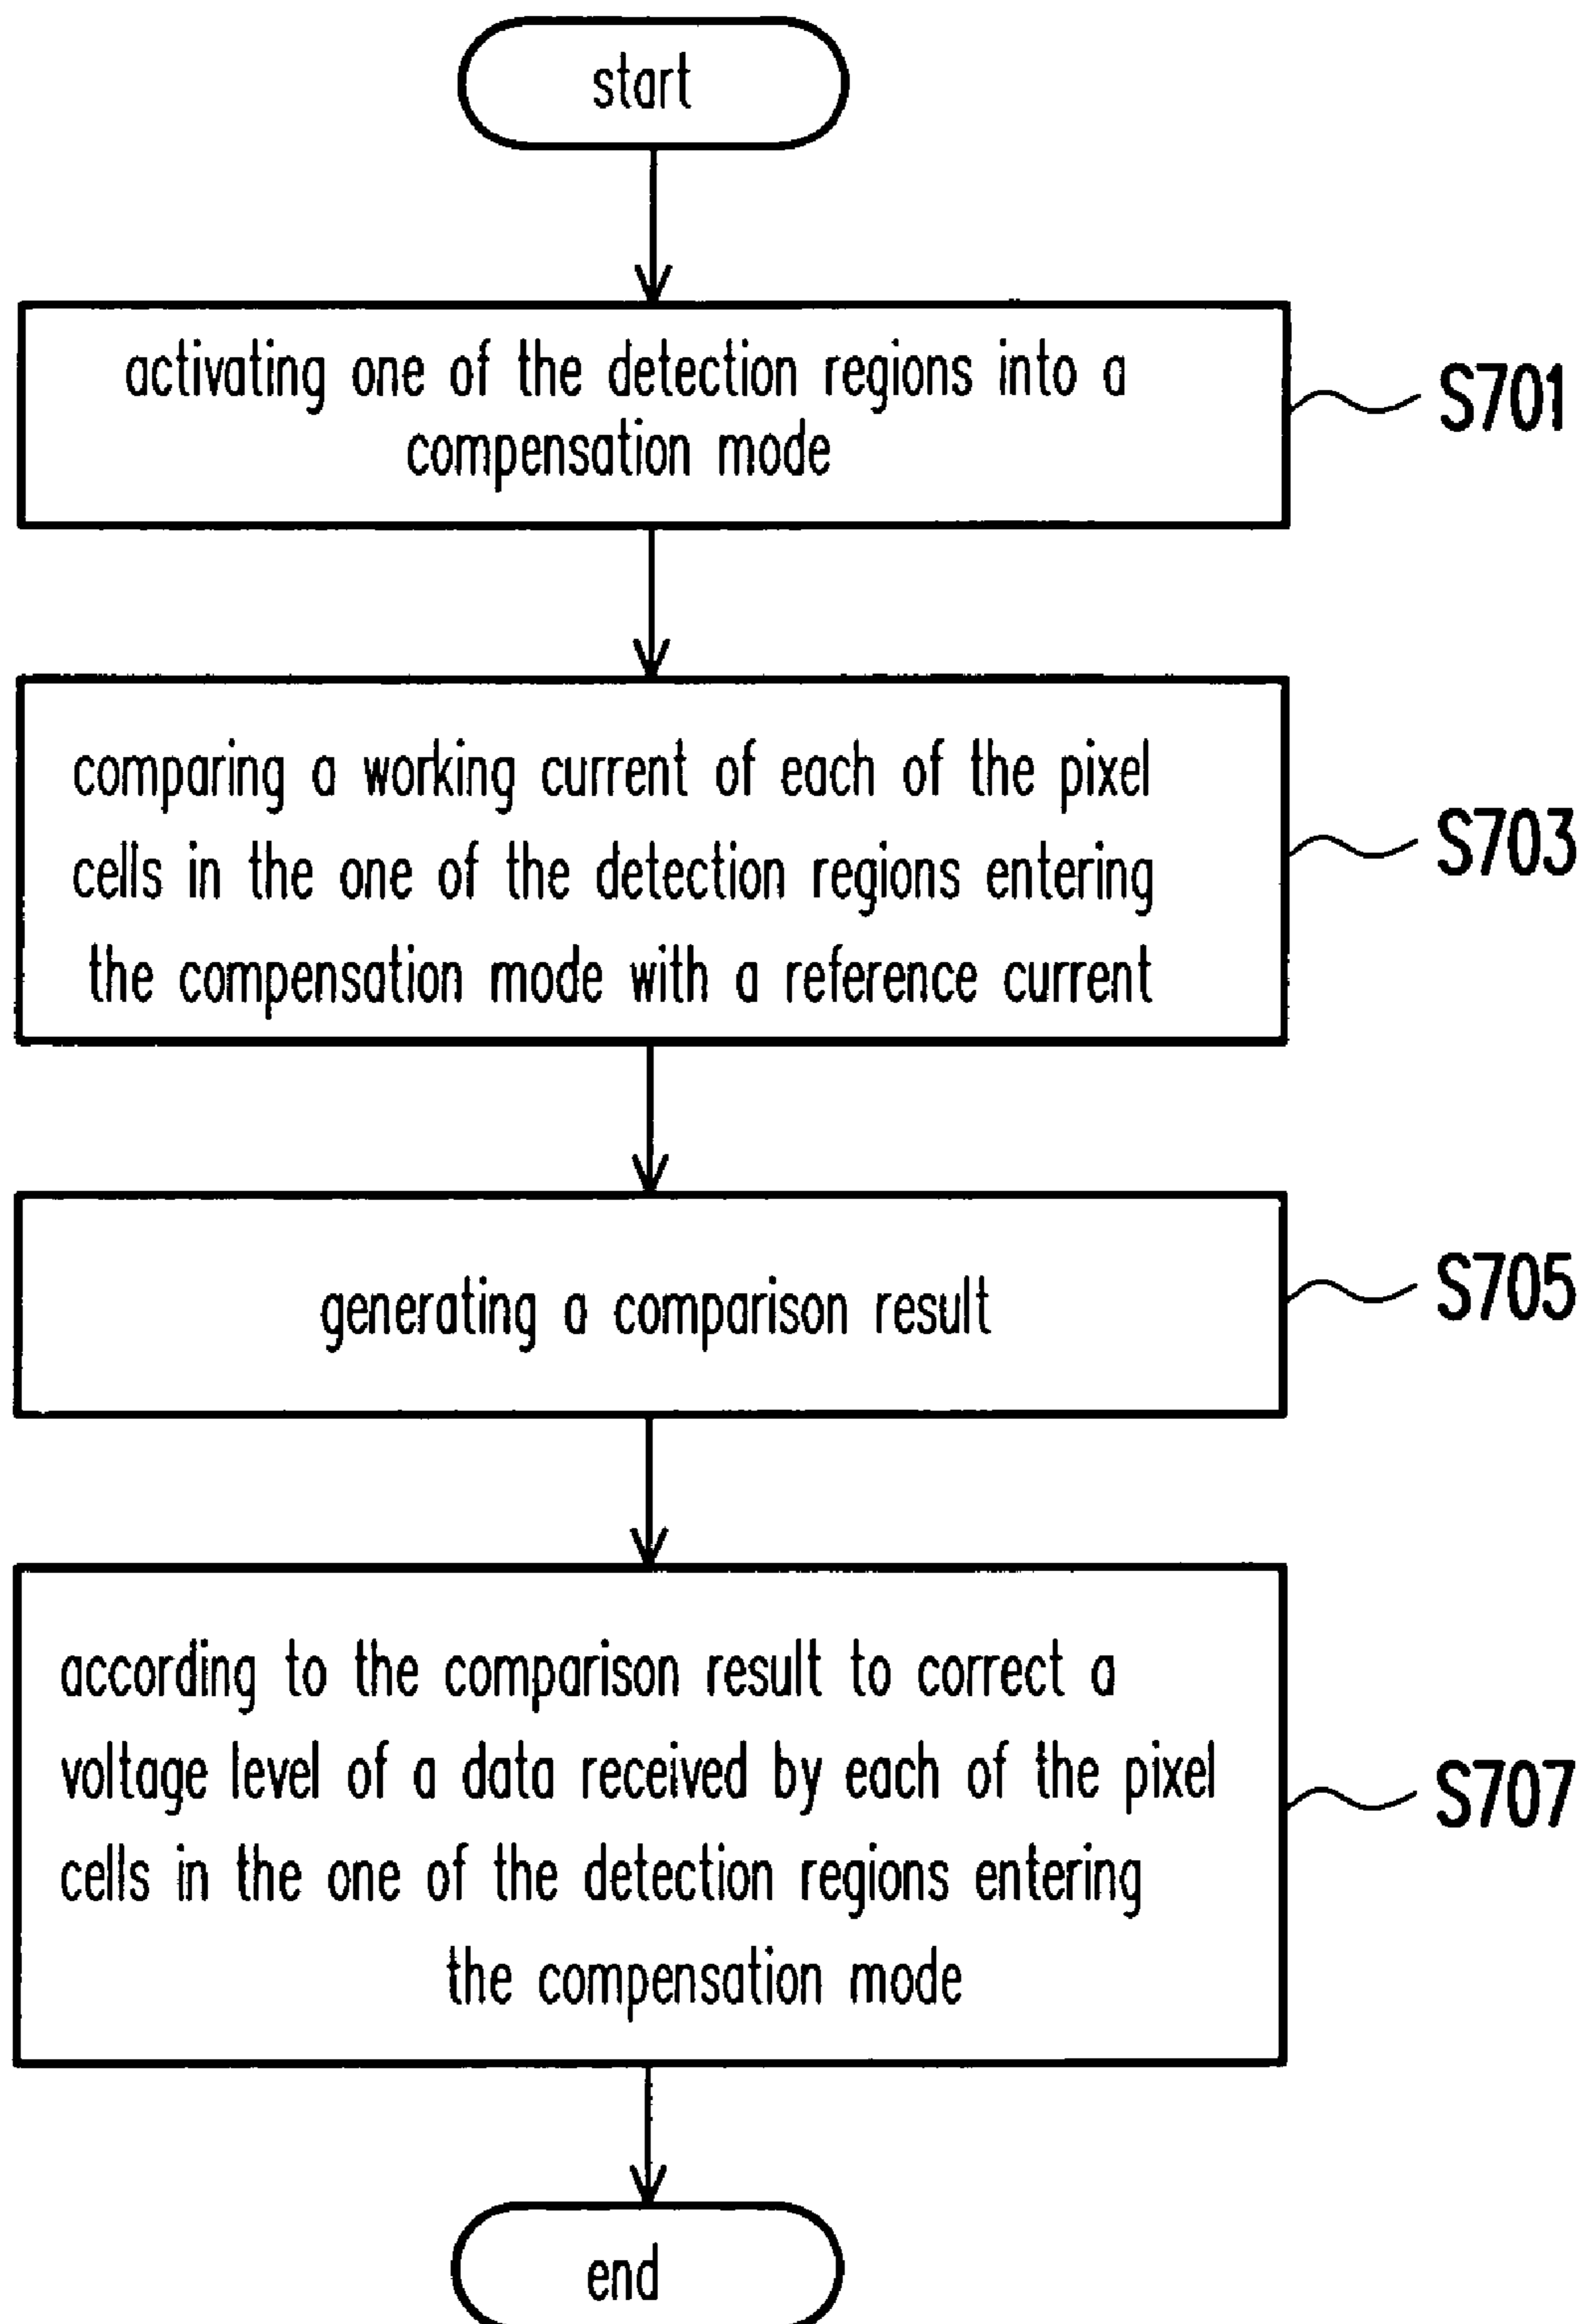 start
activating one of the detection regions into a
compensation mode
S701
comparing a working current of each of the pixel
cells in the one of the detection regions entering
the compensation mode with a reference current
S703
generating a comparison result
S705
according to the comparison result to correct a
voltage level of a data received by each of the pixel
cells in the one of the detection regions entering
the compensation mode
S707
end